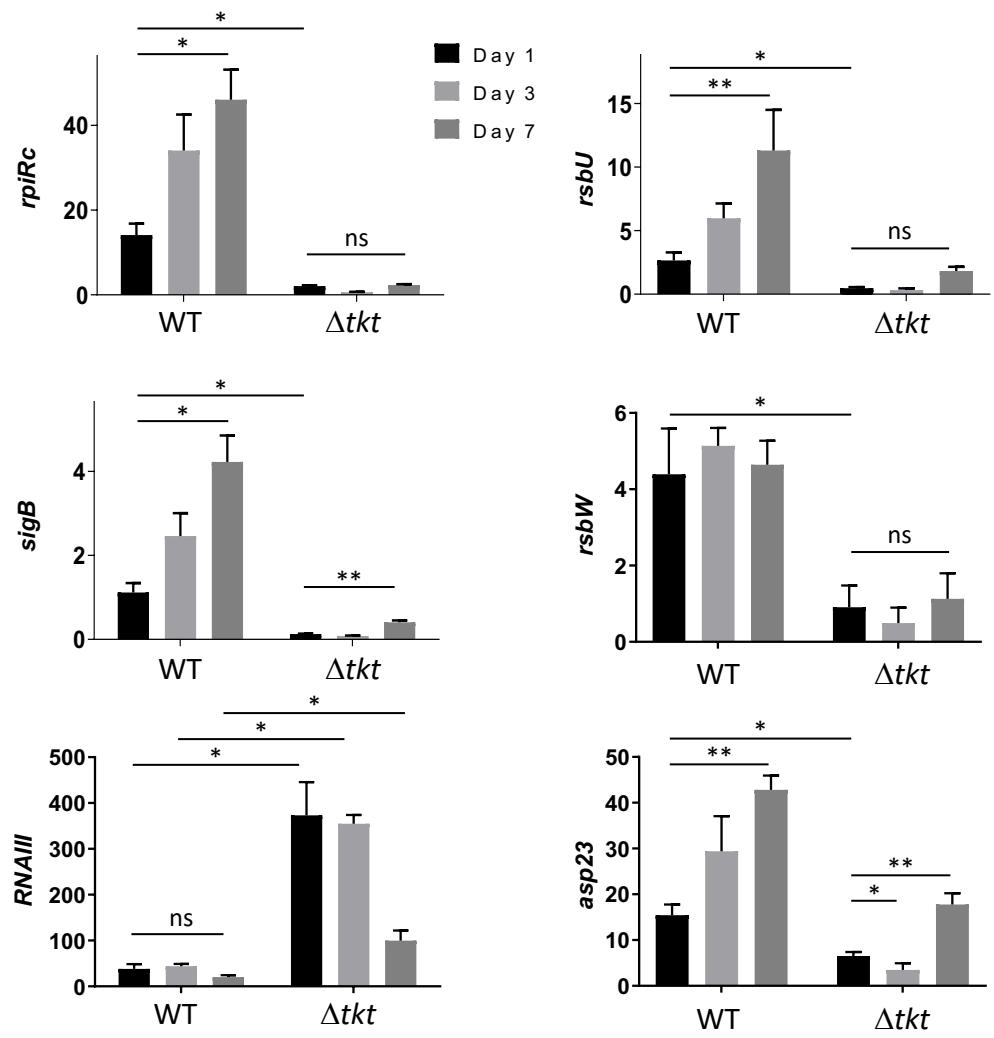 *
*
rpiRc
40
20
0
ns
WT
Δtkt
Day 1
Day 3
Day 7
*
**
rsbU
15
10
5
0
ns
WT
Δtkt
*
*
sigB
4
2
0
**
WT
Δtkt
*
rsbW
6
4
2
0
ns
WT
Δtkt
*
*
*
RNAIII
500
400
300
200
100
0
ns
WT
Δtkt
*
**
asp23
50
40
30
20
10
0
**
*
WT
Δtkt